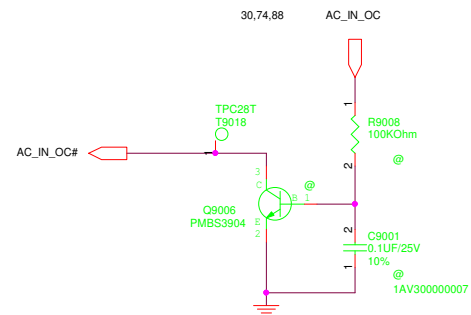 30,74,88 AC_IN_OC
TPC28T
T9018
1
R9008
100KOhm
2
@
AC_IN_OC#
1
3
C
@
B 1
Q9006
PMBS3904
E
2
2
C9001
0.1UF/25V
10%
1
@
1AV300000007